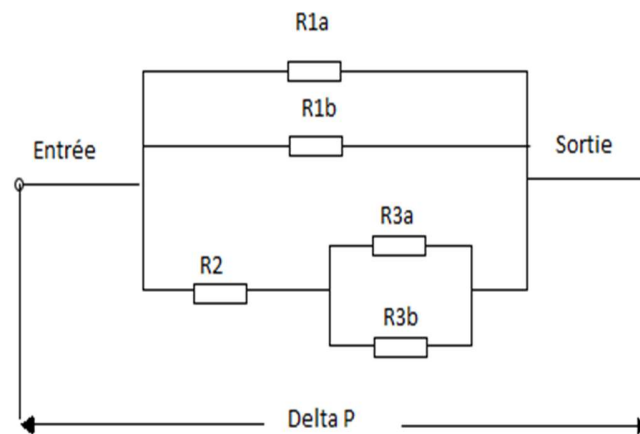 R1a
R1b
Entrée
Sortie
R3a
R2
R3b
Delta P